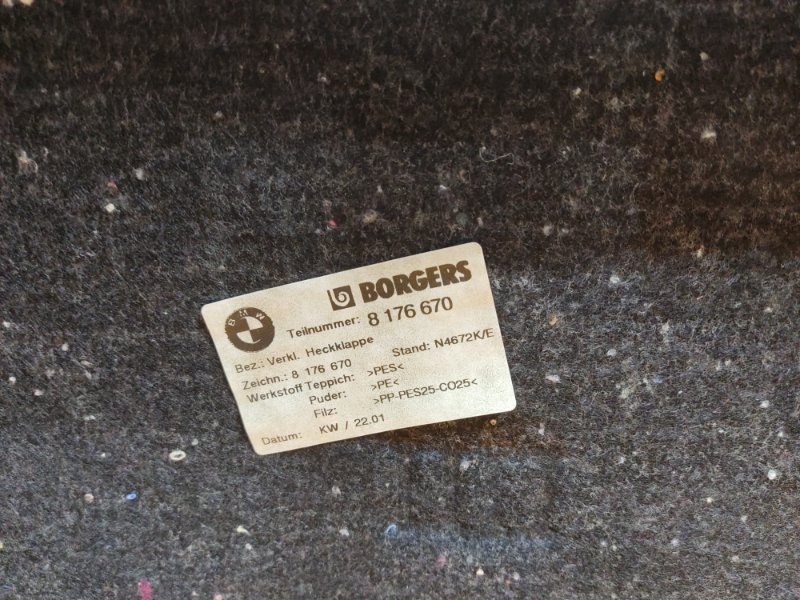 BORGERS
BMW
Teilnummer: 8 176 670
Bez.: Verkl. Heckklappe
Zeichn.: 8 176 670 Stand: N4672K/E
Werkstoff Teppich: >PES<
Puder: >PE<
Filz: >PP-PES25-CO25<
Datum: KW / 22.01